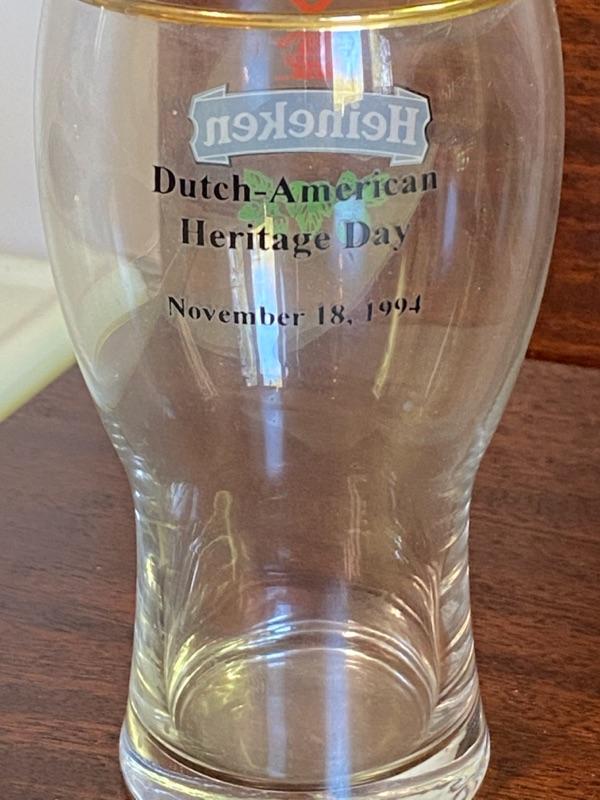 Heineken
Dutch-American
Heritage Day
November 18, 1994